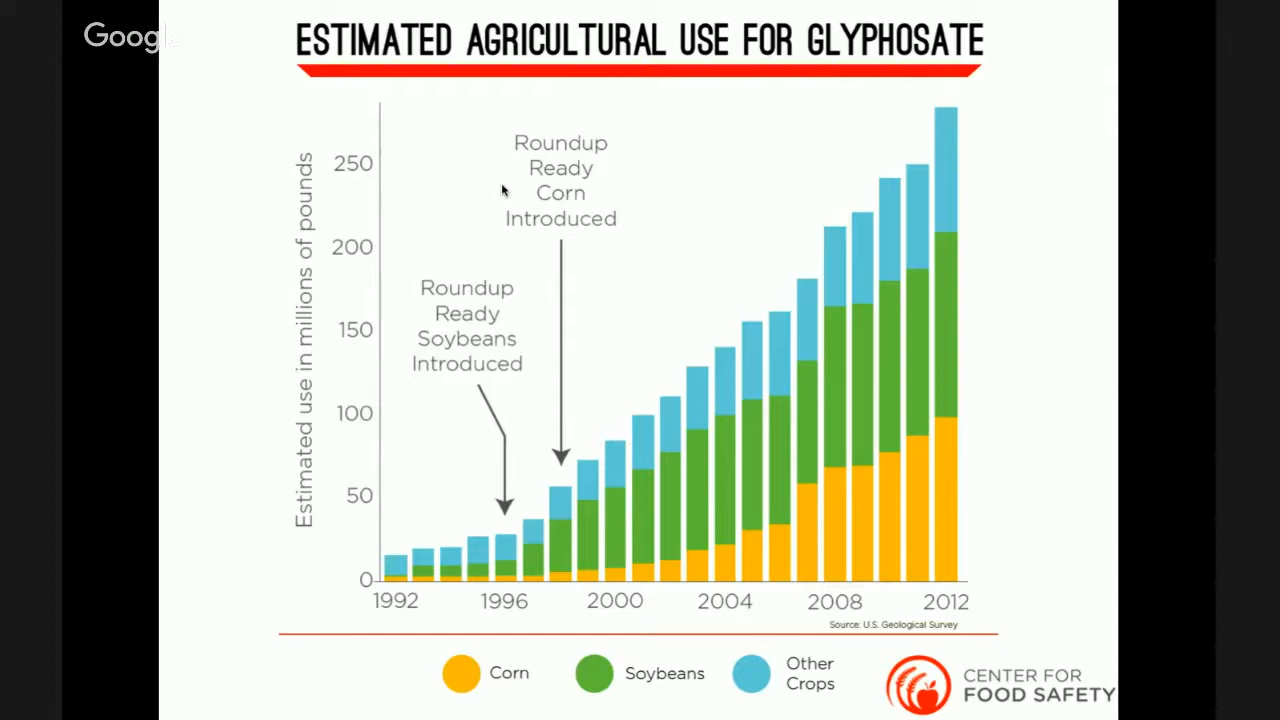 Google
ESTIMATED AGRICULTURAL USE FOR GLYPHOSATE
Estimated use in millions of pounds
250
200
150
100
50
0
Roundup
Ready
Corn
Introduced
Roundup
Ready
Soybeans
Introduced
1992
1996
2000
2004
2008
2012
Source: U.S. Geological Survey
Corn
Soybeans
Other
Crops
CENTER FOR
FOOD SAFETY